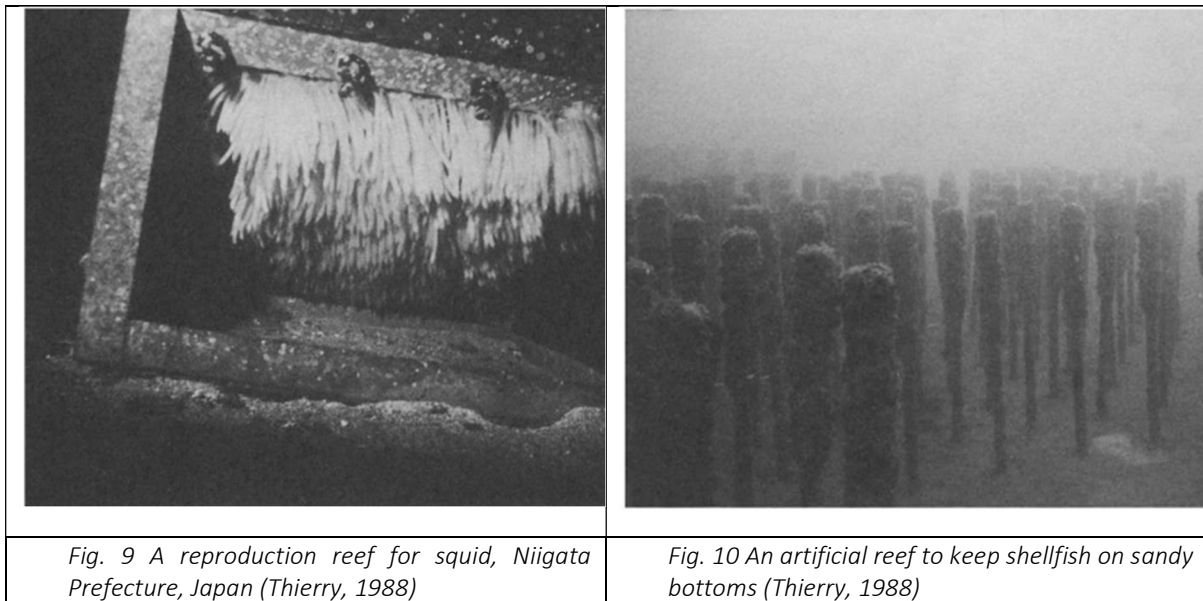 Fig. 9 A reproduction reef for squid, Niigata
Prefecture, Japan (Thierry, 1988)
Fig. 10 An artificial reef to keep shellfish on sandy
bottoms (Thierry, 1988)